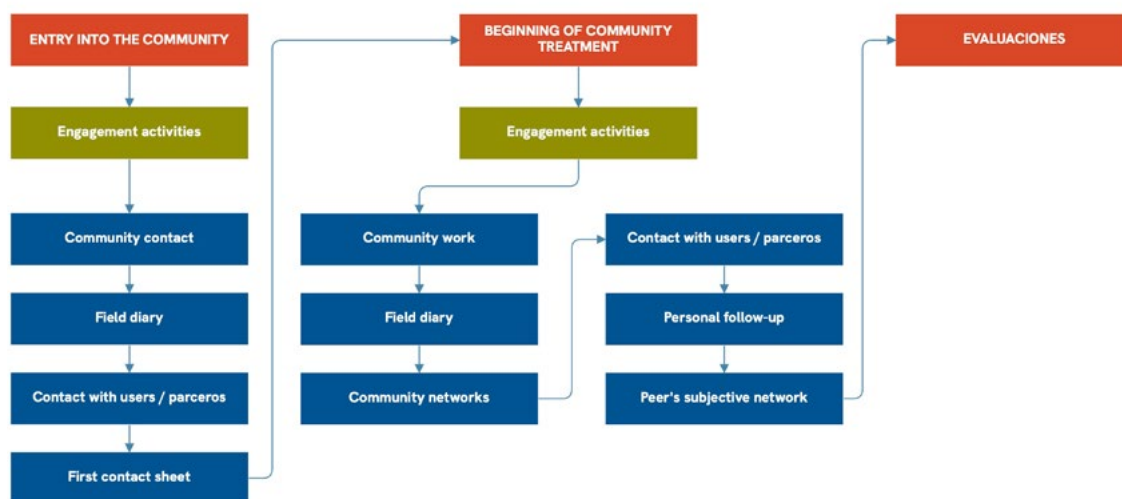 ENTRY INTO THE COMMUNITY
Engagement activities
Community contact
Field diary
Contact with users / parceros
First contact sheet
BEGINNING OF COMMUNITY
TREATMENT
Engagement activities
Community work
Field diary
Community networks
Contact with users / parceros
Personal follow-up
Peer's subjective network
EVALUACIONES